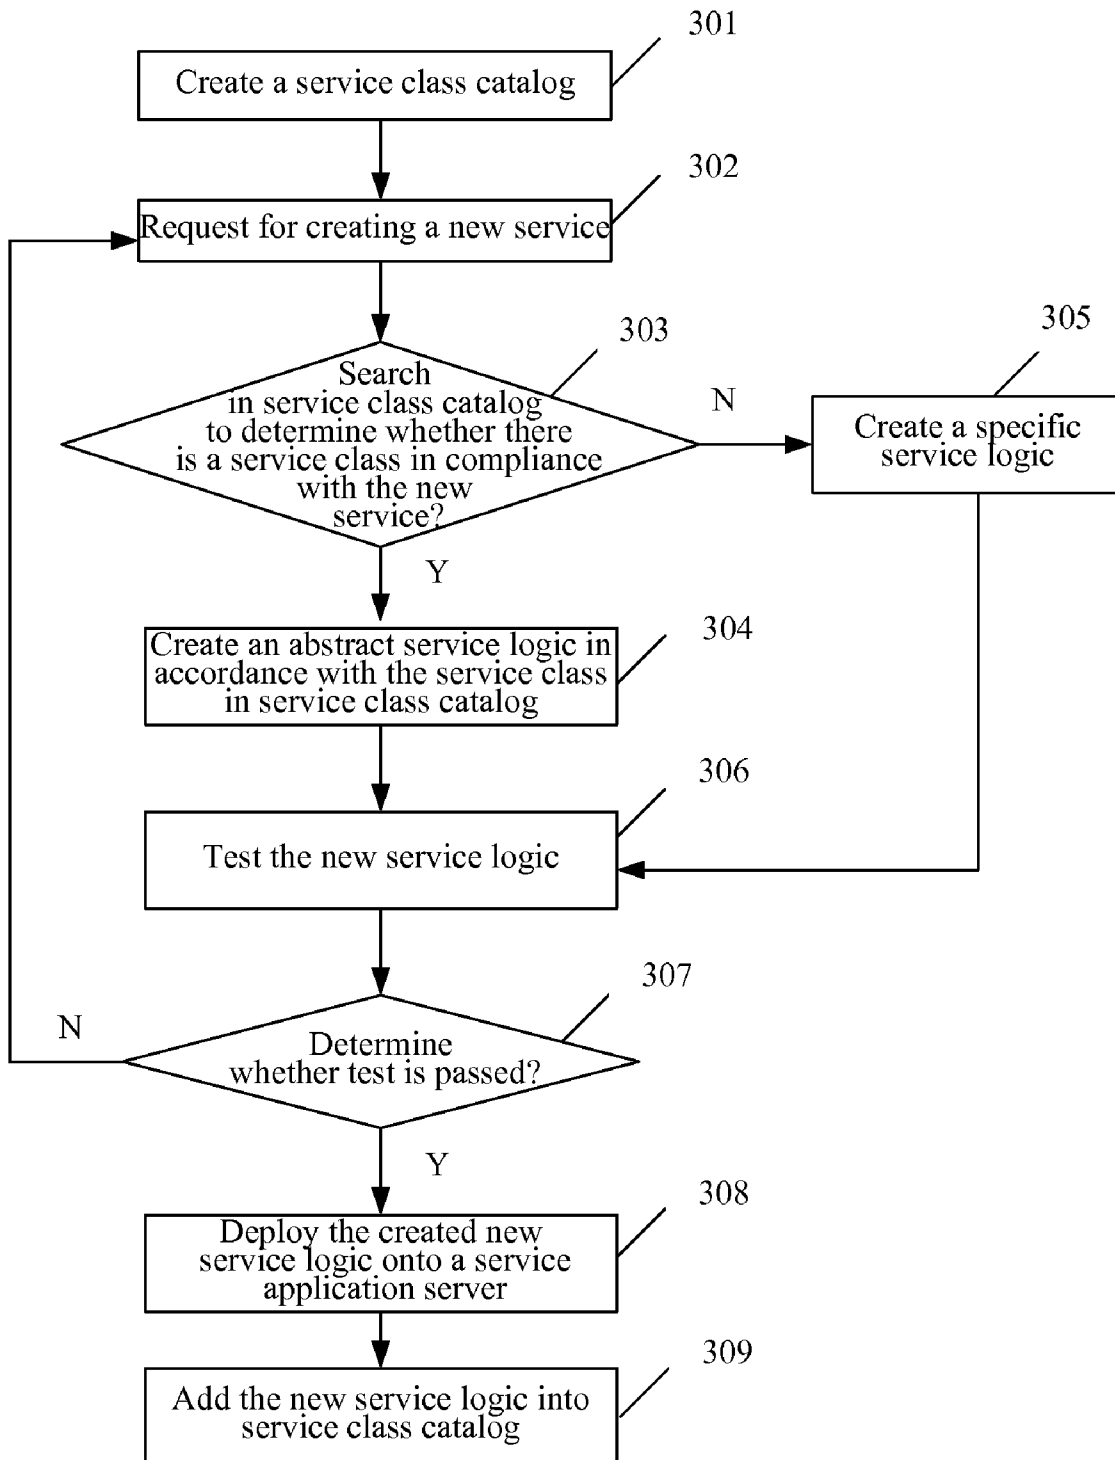 301
Create a service class catalog
302
Request for creating a new service
303
Search
in service class catalog
to determine whether there
is a service class in compliance
with the new
service?
N
305
Create a specific
service logic
Y
304
Create an abstract service logic in
accordance with the service class
in service class catalog
306
Test the new service logic
307
N
Determine
whether test is passed?
Y
308
Deploy the created new
service logic onto a service
application server
309
Add the new service logic into
service class catalog